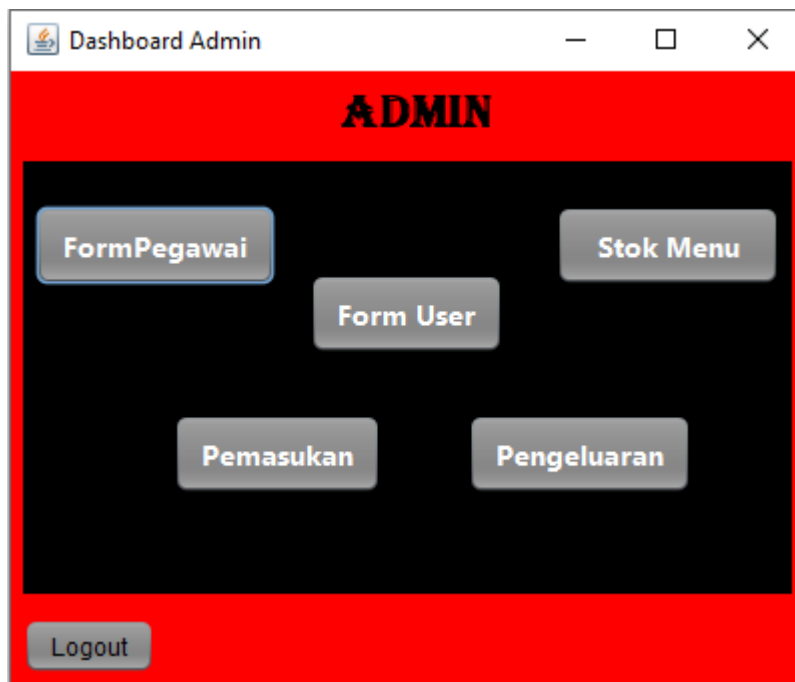 Dashboard Admin
ADMIN
FormPegawai
Stok Menu
Form User
Pemasukan
Pengeluaran
Logout